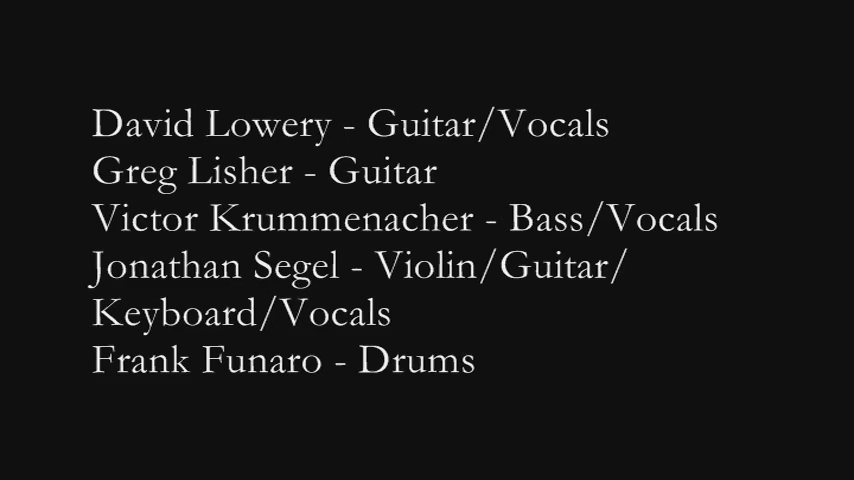 David Lowery - Guitar/Vocals
Greg Lisher - Guitar
Victor Krummenacher - Bass/Vocals
Jonathan Segel - Violin/Guitar/
Keyboard/Vocals
Frank Funaro - Drums